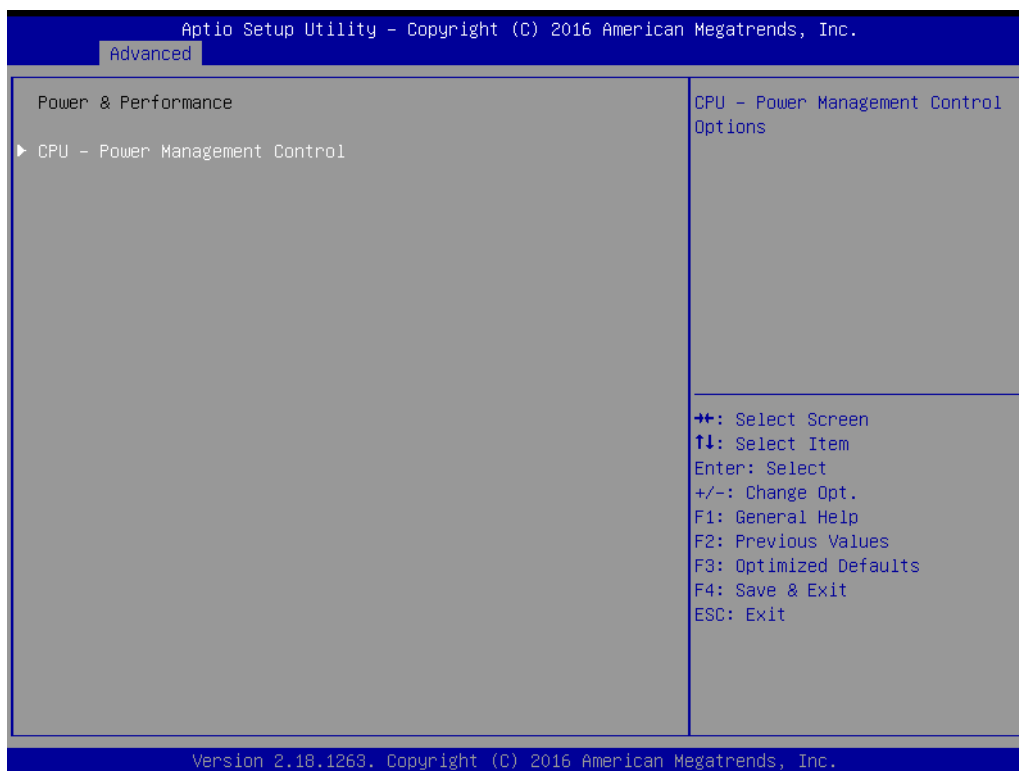 Aptio Setup Utility – Copyright (C) 2016 American Megatrends, Inc.
Advanced
Power & Performance
▶ CPU – Power Management Control
CPU – Power Management Control
Options
→←: Select Screen
↑↓: Select Item
Enter: Select
+/-: Change Opt.
F1: General Help
F2: Previous Values
F3: Optimized Defaults
F4: Save & Exit
ESC: Exit
Version 2.18.1263. Copyright (C) 2016 American Megatrends, Inc.